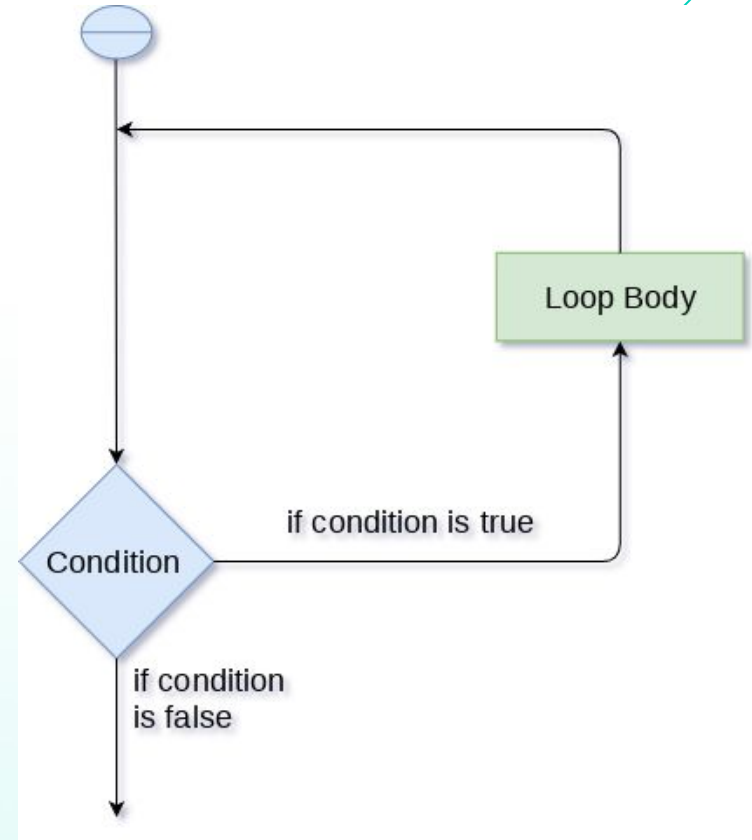 Loop Body
if condition is true
Condition
if condition
is false